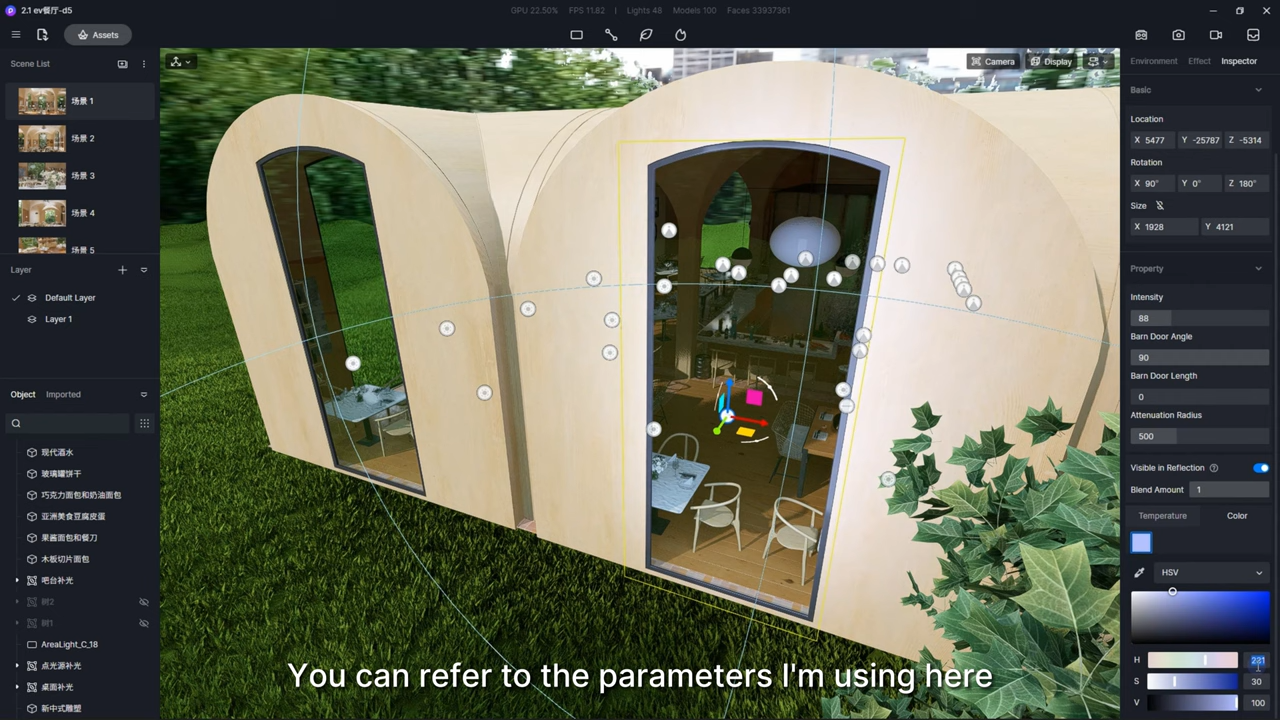 2.1 ev餐厅-d5
GPU 22.50% FPS 11.82 | Lights 48 Models 100 Faces 33937361
Assets
Scene List
场景 1
场景 2
场景 3
场景 4
场景 5
Layer
Default Layer
Layer 1
Object Imported
现代酒水
玻璃罐饼干
巧克力面包和奶油面包
亚洲美食豆腐皮蛋
果酱面包和餐刀
木板切片面包
吧台补光
树2
树1
AreaLight_C_18
点光源补光
桌面补光
新中式雕塑
Camera Display
Environment Effect Inspector
Basic
Location
X 5477 Y -25787 Z -5314
Rotation
X 90° Y 0° Z 180°
Size
X 1928 Y 4121
Property
Intensity
88
Barn Door Angle
90
Barn Door Length
0
Attenuation Radius
500
Visible in Reflection ?
Blend Amount 1
Temperature Color
HSV
H 231
S 30
V 100
You can refer to the parameters I'm using here